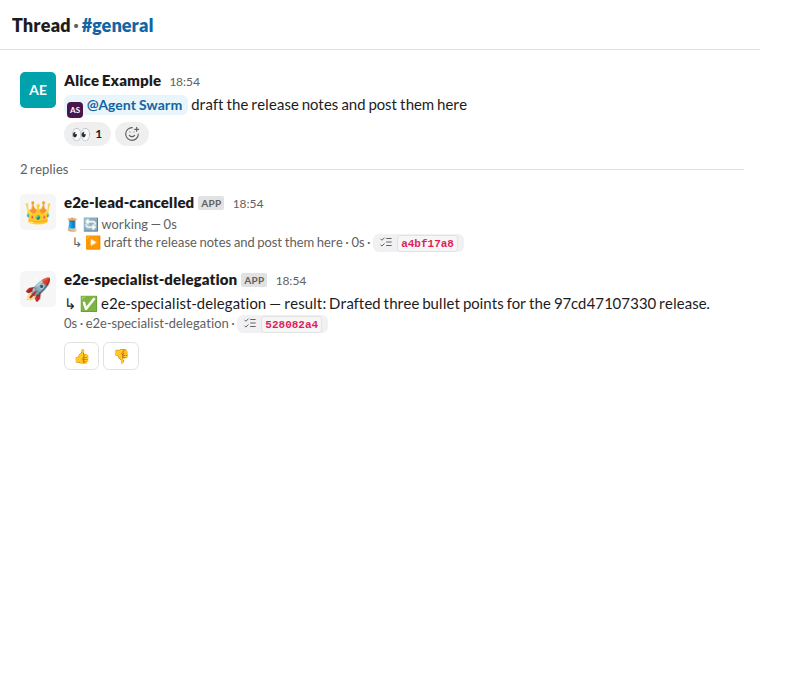 Thread • #general
AE
Alice Example 18:54
AS @Agent Swarm draft the release notes and post them here
👀 1
2 replies
e2e-lead-cancelled APP 18:54
🧵 🔄 working — 0s
↳ ▶️ draft the release notes and post them here · 0s · a4bf17a8
e2e-specialist-delegation APP 18:54
↳ ✅ e2e-specialist-delegation — result: Drafted three bullet points for the 97cd47107330 release.
0s · e2e-specialist-delegation · 528082a4
👍 👎